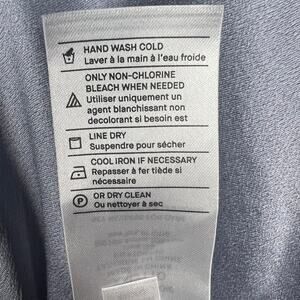 HAND WASH COLD
Laver à la main à l'eau froide
ONLY NON-CHLORINE
BLEACH WHEN NEEDED
Utiliser uniquement un
agent blanchissant non
decolorant si besoin est
LINE DRY
Suspendre pour sécher
COOL IRON IF NECESSARY
Repasser à fer tiède si
nécessaire
P
OR DRY CLEAN
Ou nettoyer à sec